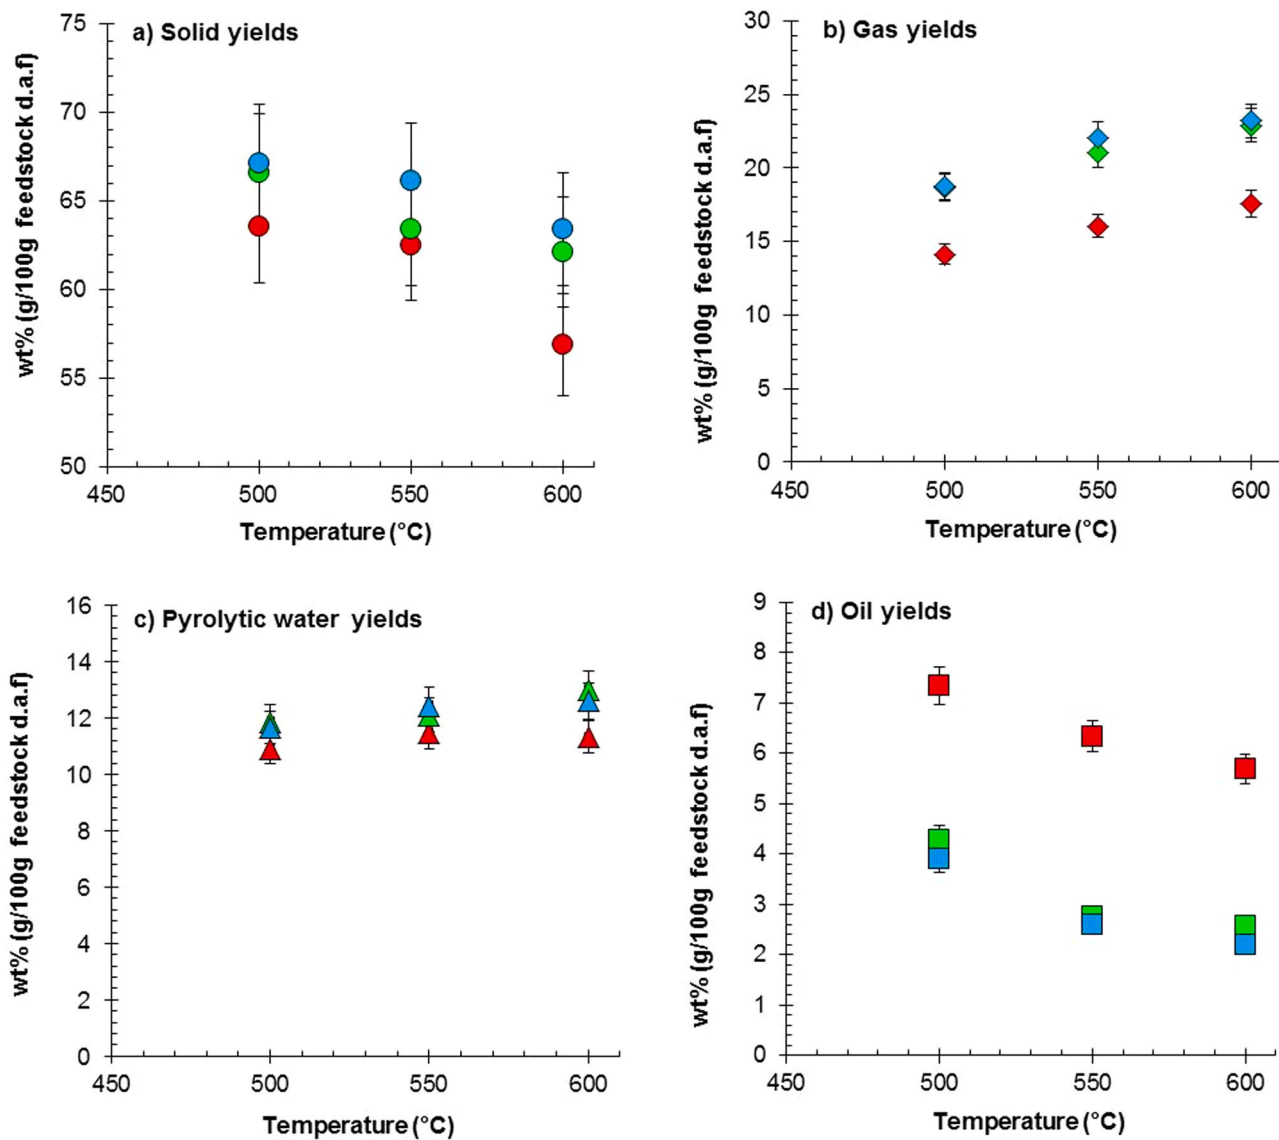 a) Solid yields
wt% (g/100g feedstock d.a.f)
75
70
65
60
55
50
450 500 550 600
Temperature (°C)
b) Gas yields
wt% (g/100g feedstock d.a.f)
30
25
20
15
10
5
0
450 500 550 600
Temperature (°C)
c) Pyrolytic water yields
wt% (g/100g feedstock d.a.f)
16
14
12
10
8
6
4
2
0
450 500 550 600
Temperature (°C)
d) Oil yields
wt% (g/100g feedstock d.a.f)
9
8
7
6
5
4
3
2
1
0
450 500 550 600
Temperature (°C)